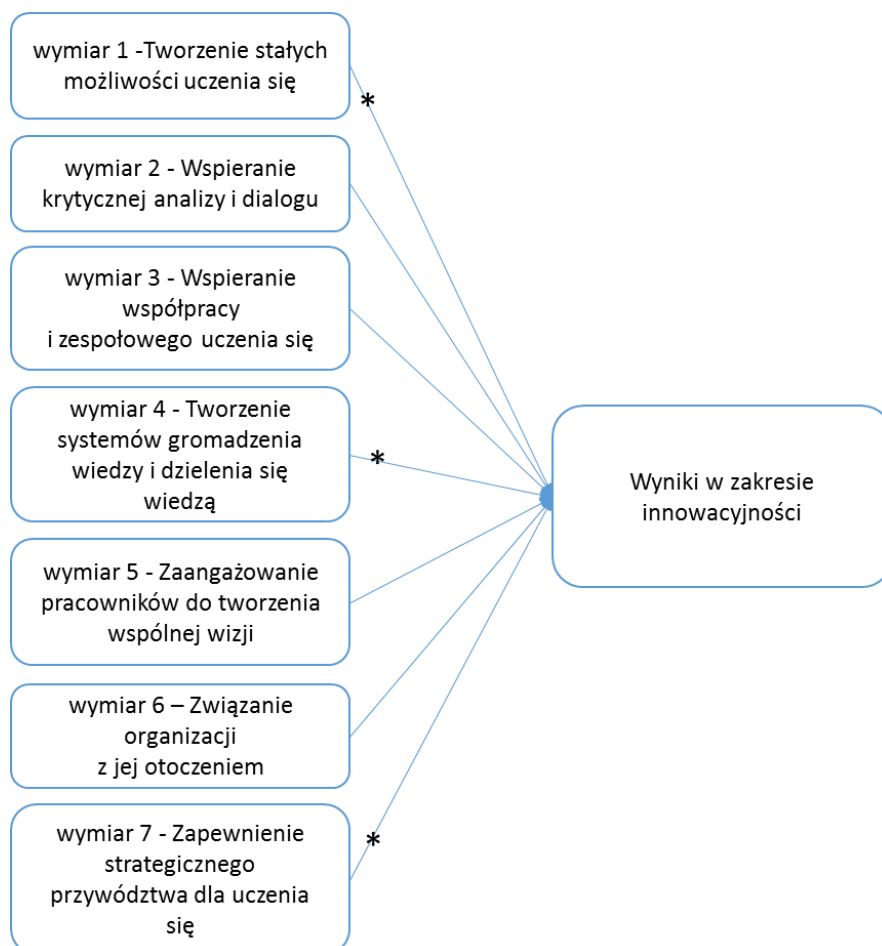 wymiar 1 -Tworzenie stałych
możliwości uczenia się
*
wymiar 2 - Wspieranie
krytycznej analizy i dialogu
wymiar 3 - Wspieranie
współpracy
i zespołowego uczenia się
wymiar 4 - Tworzenie
systemów gromadzenia
wiedzy i dzielenia się
wiedzą
*
Wyniki w zakresie
innowacyjności
wymiar 5 - Zaangażowanie
pracowników do tworzenia
wspólnej wizji
wymiar 6 – Związanie
organizacji
z jej otoczeniem
wymiar 7 - Zapewnienie
strategicznego
przywództwa dla uczenia
się
*